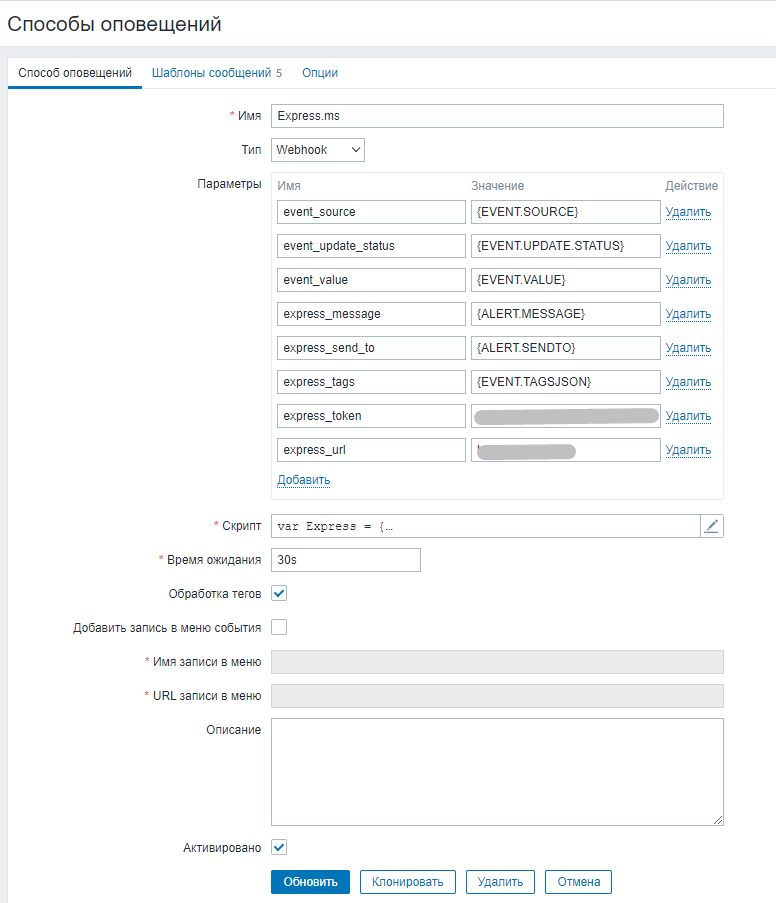 Способы оповещений
Способ оповещений Шаблоны сообщений 5 Опции
* Имя Express.ms
Тип Webhook
Параметры Имя Значение Действие
event_source {EVENT.SOURCE} Удалить
event_update_status {EVENT.UPDATE.STATUS} Удалить
event_value {EVENT.VALUE} Удалить
express_message {ALERT.MESSAGE} Удалить
express_send_to {ALERT.SENDTO} Удалить
express_tags {EVENT.TAGSJSON} Удалить
express_token Удалить
express_url Удалить
Добавить
* Скрипт var Express = {…
* Время ожидания 30s
Обработка тегов
Добавить запись в меню события
* Имя записи в меню
* URL записи в меню
Описание
Активировано
Обновить Клонировать Удалить Отмена